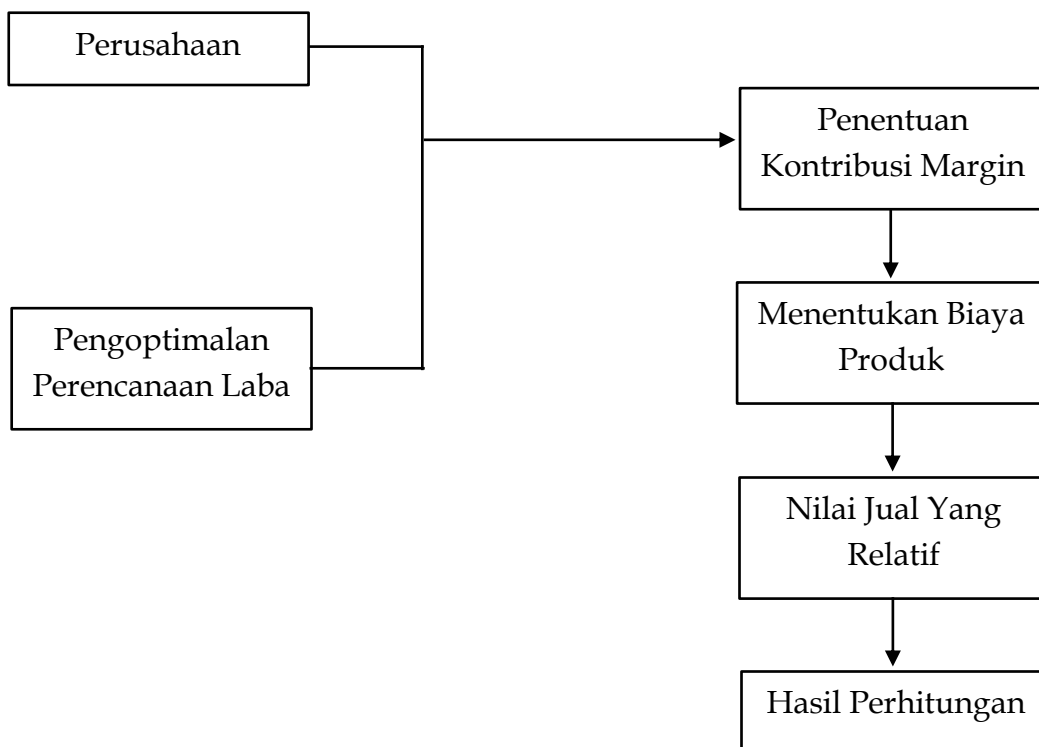 Perusahaan
Pengoptimalan
Perencanaan Laba
Penentuan
Kontribusi Margin
Menentukan Biaya
Produk
Nilai Jual Yang
Relatif
Hasil Perhitungan